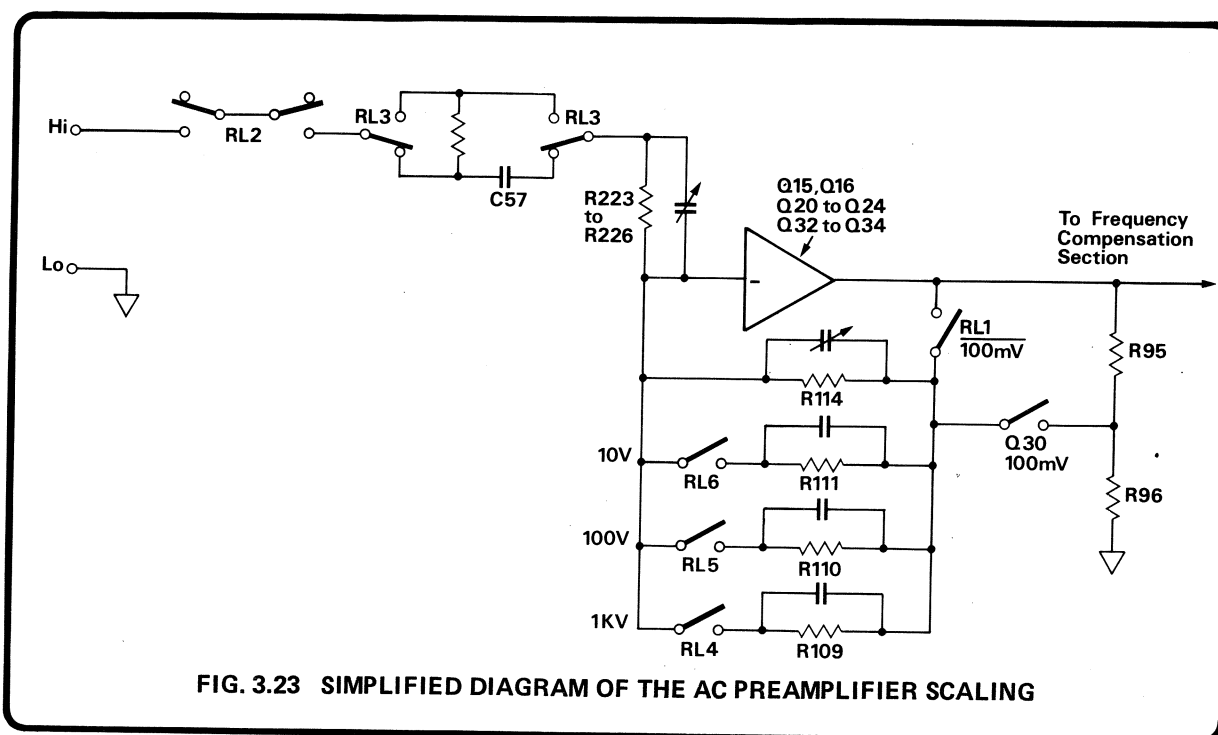 Hi
RL2
RL3
RL3
C57
R223
to
R226
Q15,Q16
Q20 to Q24
Q32 to Q34
To Frequency
Compensation
Section
Lo
-
RL1
100mV
R95
R114
Q30
100mV
10V
RL6
R111
R96
100V
RL5
R110
1KV
RL4
R109
FIG. 3.23 SIMPLIFIED DIAGRAM OF THE AC PREAMPLIFIER SCALING